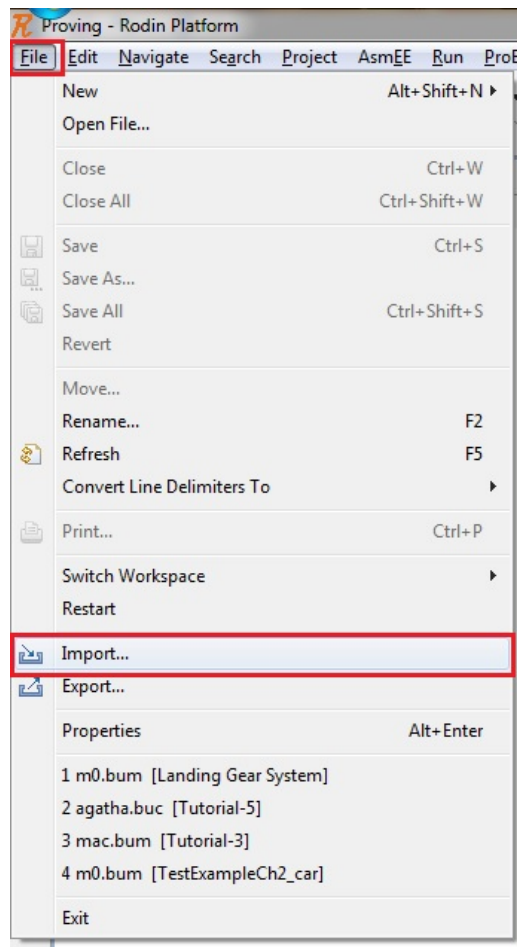 Proving - Rodin Platform
File Edit Navigate Search Project AsmEE Run
New Alt+Shift+N
Open File...
Close Ctrl+W
Close All Ctrl+Shift+W
Save Ctrl+S
Save As...
Save All Ctrl+Shift+S
Revert
Move...
Rename... F2
Refresh F5
Convert Line Delimiters To
Print... Ctrl+P
Switch Workspace
Restart
Import...
Export...
Properties Alt+Enter
1 m0.bum [Landing Gear System]
2 agatha.buc [Tutorial-5]
3 mac.bum [Tutorial-3]
4 m0.bum [TestExampleCh2_car]
Exit